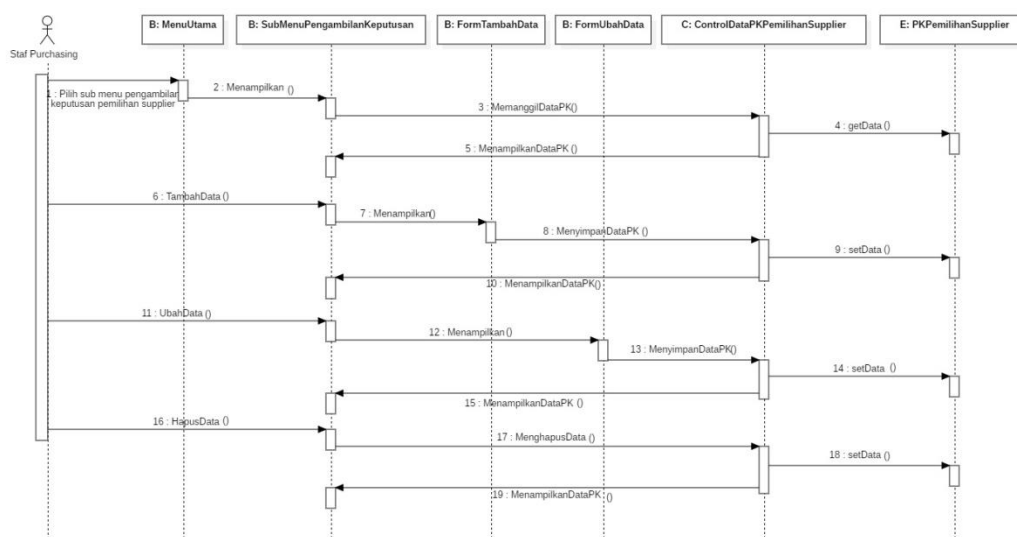 B: MenuUtama
B: SubMenuPengambilanKeputusan
B: FormTambahData
B: FormUbahData
C: ControlDataPKPemilihanSupplier
E: PKPemilihanSupplier
Staf Purchasing
1 : Pilih sub menu pengambilan
keputusan pemilihan supplier
2 : Menampilkan ()
3 : MemanggilDataPK()
4 : getData ()
5 : MenampilkanDataPK ()
6 : TambahData ()
7 : Menampilkan()
8 : MenyimpanDataPK ()
9 : setData ()
10 : MenampilkanDataPK()
11 : UbahData ()
12 : Menampilkan ()
13 : MenyimpanDataPK()
14 : setData ()
15 : MenampilkanDataPK ()
16 : HapusData ()
17 : MenghapusData ()
18 : setData ()
19 : MenampilkanDataPK ()